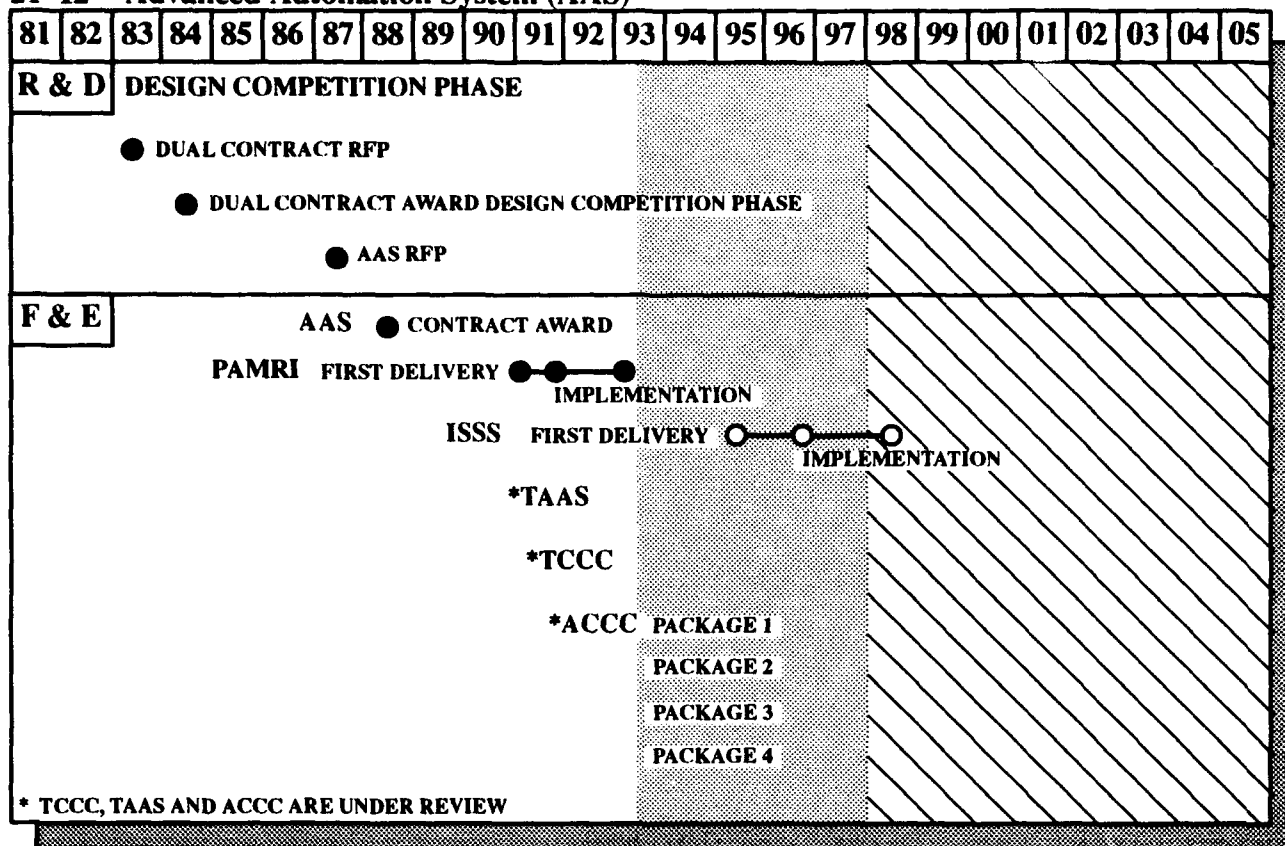 21-12 Advanced Automation System (AAS)
81 82 83 84 85 86 87 88 89 90 91 92 93 94 95 96 97 98 99 00 01 02 03 04 05
R & D DESIGN COMPETITION PHASE
DUAL CONTRACT RFP
DUAL CONTRACT AWARD DESIGN COMPETITION PHASE
AAS RFP
F & E
AAS CONTRACT AWARD
PAMRI FIRST DELIVERY
IMPLEMENTATION
ISSS FIRST DELIVERY
IMPLEMENTATION
*TAAS
*TCCC
*ACCC PACKAGE 1
PACKAGE 2
PACKAGE 3
PACKAGE 4
* TCCC, TAAS AND ACCC ARE UNDER REVIEW